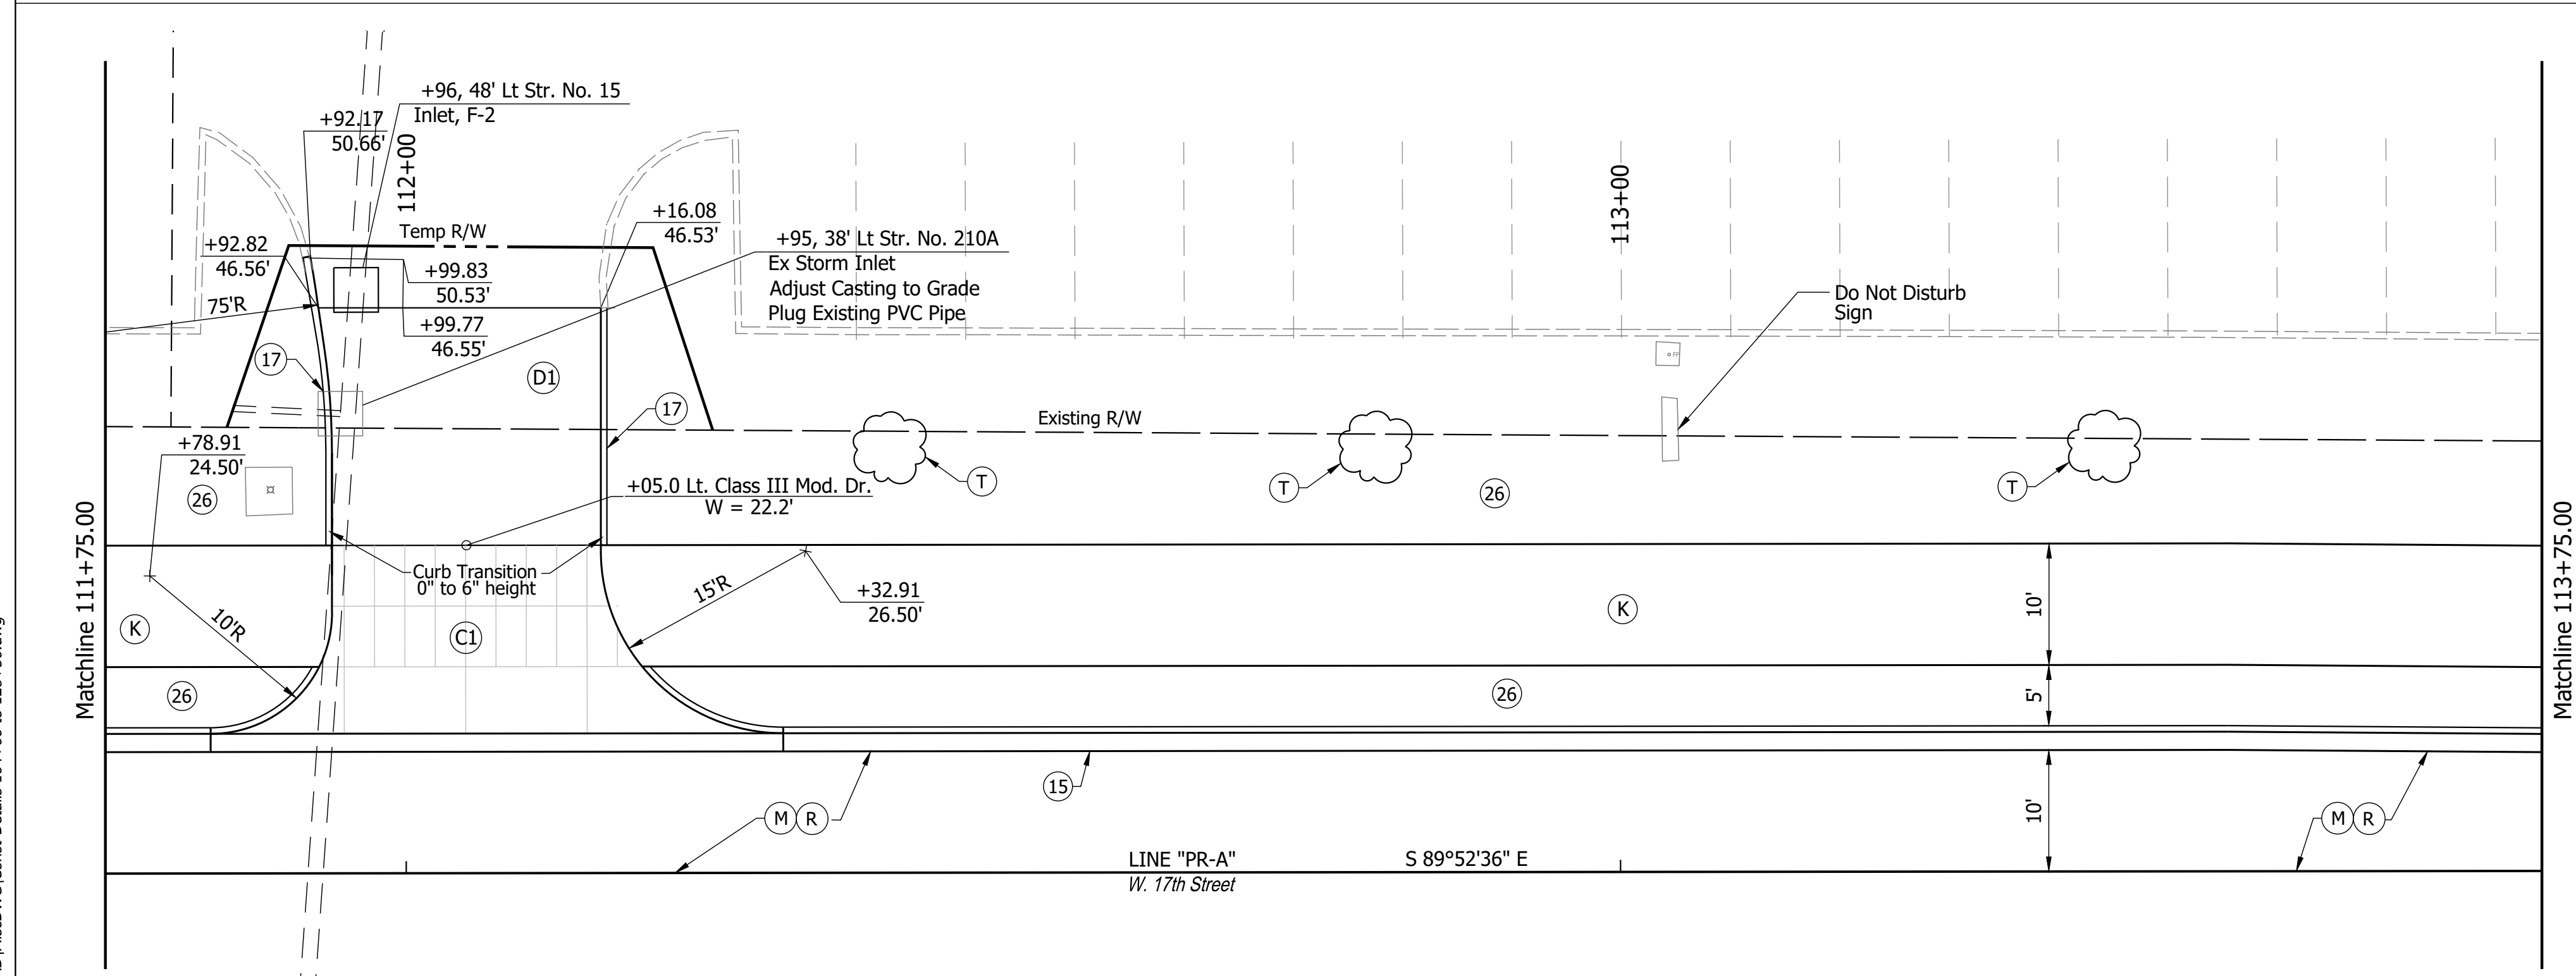 +96, 48' Lt Str. No. 15
Inlet, F-2
+92.17
50.66'
112+00
113+00
Temp R/W
+16.08
46.53'
+92.82
46.56'
+95, 38' Lt Str. No. 210A
Ex Storm Inlet
Adjust Casting to Grade
Plug Existing PVC Pipe
+99.83
50.53'
75'R
+99.77
46.55'
Do Not Disturb
Sign
FP
17
D1
17
Existing R/W
+78.91
24.50'
T
T
T
+05.0 Lt. Class III Mod. Dr.
W = 22.2'
26
26
Matchline 111+75.00
Matchline 113+75.00
Curb Transition
0" to 6" height
15'R
+32.91
26.50'
10'R
K
C1
K
10'
26
26
5'
15
M
R
10'
M
R
LINE "PR-A"
S 89°52'36" E
W. 17th Street